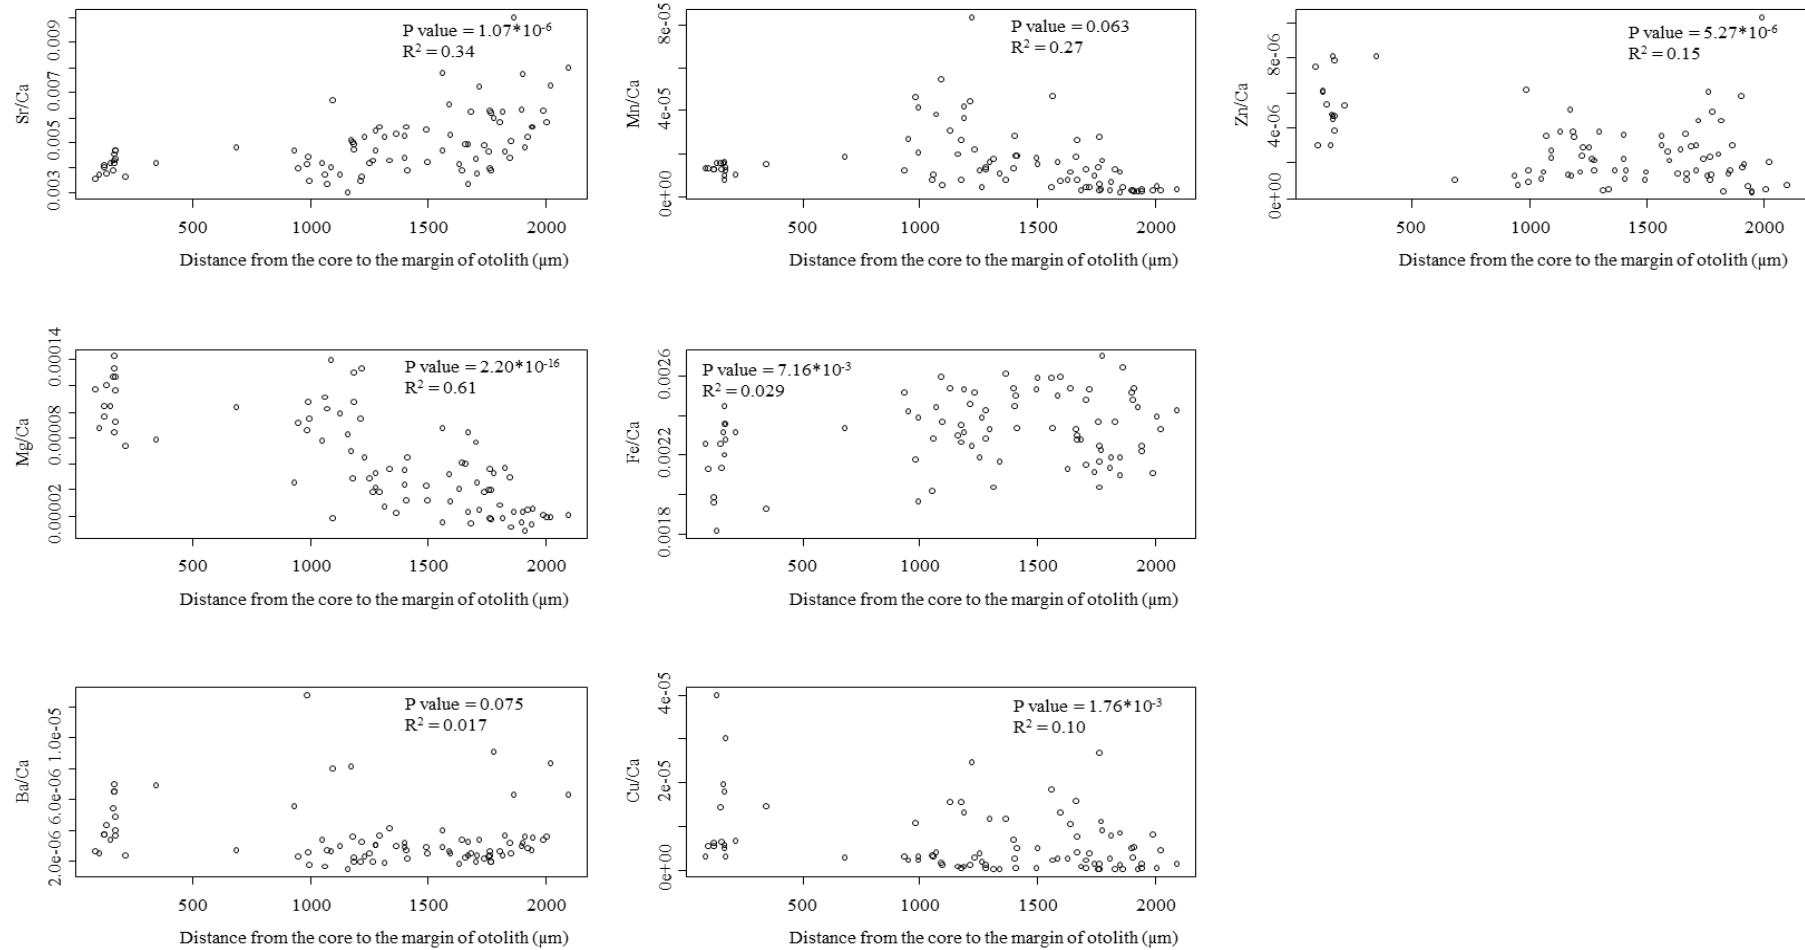 Sr/Ca
0.009
0.007
0.005
0.003
P value = 1.07*10-6
R2 = 0.34
500 1000 1500 2000
Distance from the core to the margin of otolith (μm)
Mn/Ca
8e-05
4e-05
0e+00
P value = 0.063
R2 = 0.27
500 1000 1500 2000
Distance from the core to the margin of otolith (μm)
Zn/Ca
8e-06
4e-06
0e+00
P value = 5.27*10-6
R2 = 0.15
500 1000 1500 2000
Distance from the core to the margin of otolith (μm)
Mg/Ca
0.00014
0.00008
0.00002
P value = 2.20*10-16
R2 = 0.61
500 1000 1500 2000
Distance from the core to the margin of otolith (μm)
Fe/Ca
0.0026
0.0022
0.0018
P value = 7.16*10-3
R2 = 0.029
500 1000 1500 2000
Distance from the core to the margin of otolith (μm)
Ba/Ca
1.0e-05
6.0e-06
2.0e-06
P value = 0.075
R2 = 0.017
500 1000 1500 2000
Distance from the core to the margin of otolith (μm)
Cu/Ca
4e-05
2e-05
0e+00
P value = 1.76*10-3
R2 = 0.10
500 1000 1500 2000
Distance from the core to the margin of otolith (μm)